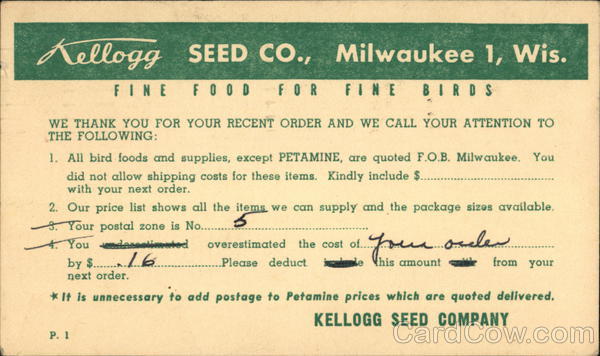 Kellogg SEED CO., Milwaukee 1, Wis.
FINE FOOD FOR FINE BIRDS
WE THANK YOU FOR YOUR RECENT ORDER AND WE CALL YOUR ATTENTION TO
THE FOLLOWING:
1. All bird foods and supplies, except PETAMINE, are quoted F.O.B. Milwaukee. You
did not allow shipping costs for these items. Kindly include $
with your next order.
2. Our price list shows all the items we can supply and the package sizes available.
3. Your postal zone is No. 5
4. You underestimated overestimated the cost of your order
by $ .16 Please deduct include this amount with from your
next order.
★ It is unnecessary to add postage to Petamine prices which are quoted delivered.
KELLOGG SEED COMPANY
P. 1
CardCow.com